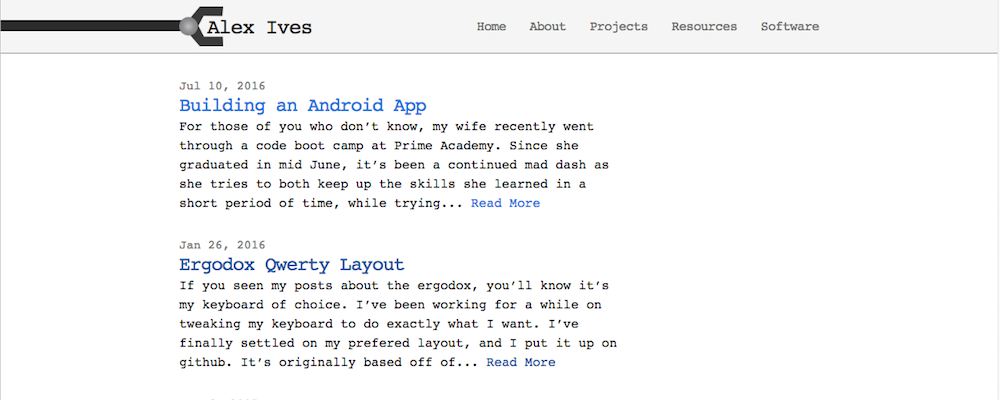 Alex Ives
Home About Projects Resources Software
Jul 10, 2016
Building an Android App
For those of you who don’t know, my wife recently went
through a code boot camp at Prime Academy. Since she
graduated in mid June, it’s been a continued mad dash as
she tries to both keep up the skills she learned in a
short period of time, while trying... Read More
Jan 26, 2016
Ergodox Qwerty Layout
If you seen my posts about the ergodox, you’ll know it’s
my keyboard of choice. I’ve been working for a while on
tweaking my keyboard to do exactly what I want. I’ve
finally settled on my prefered layout, and I put it up on
github. It’s originally based off of... Read More